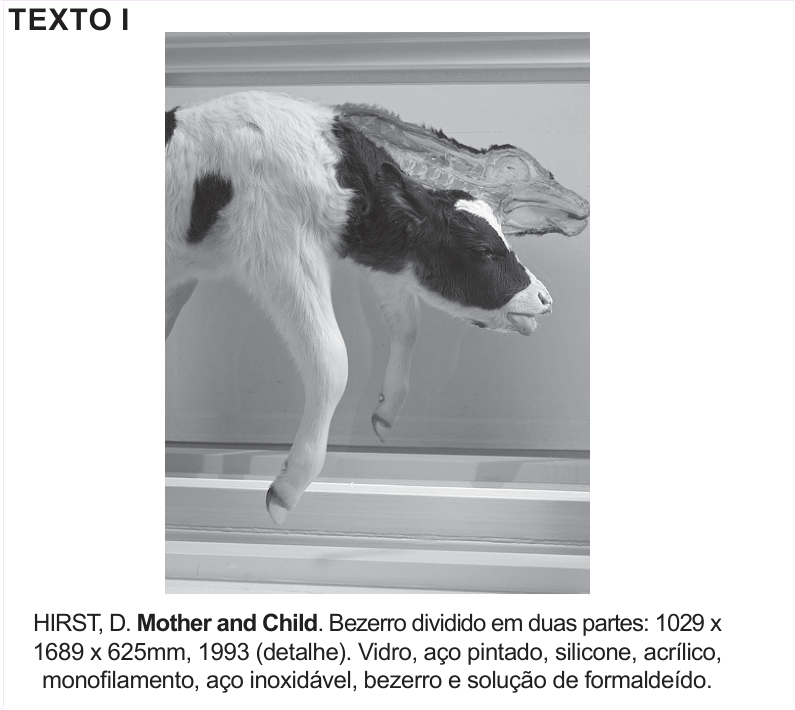 TEXTO I
HIRST, D. Mother and Child. Bezerro dividido em duas partes: 1029 x
1689 x 625mm, 1993 (detalhe). Vidro, aço pintado, silicone, acrílico,
monofilamento, aço inoxidável, bezerro e solução de formaldeído.